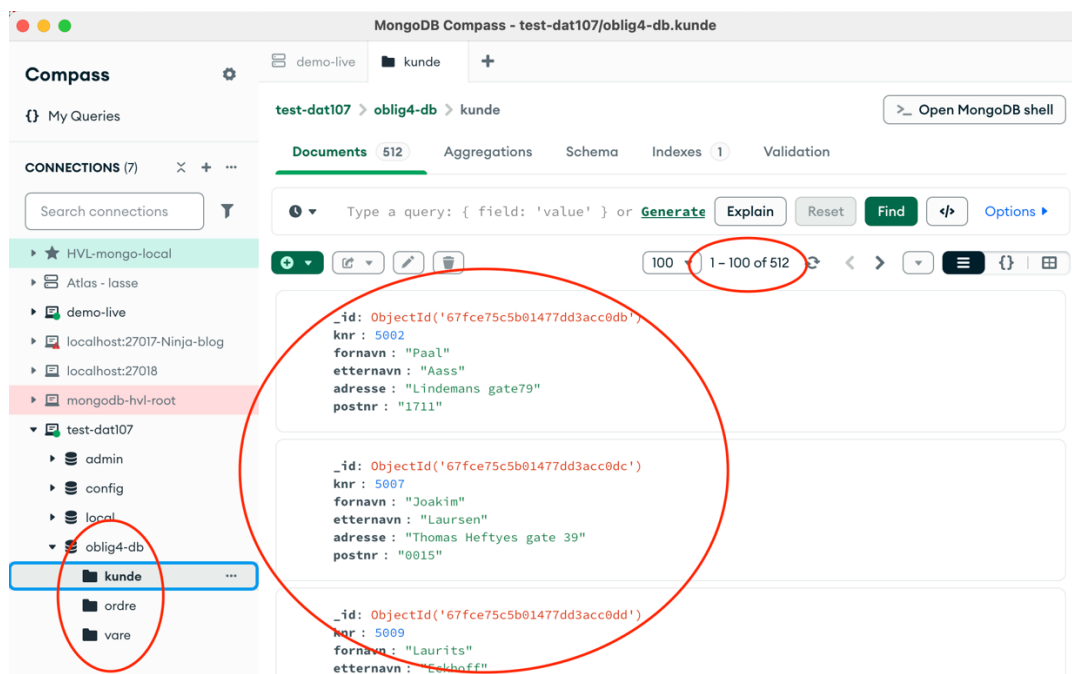 MongoDB Compass - test-dat107/oblig4-db.kunde
Compass
{} My Queries
CONNECTIONS (7)
Search connections
HVL-mongo-local
Atlas - lasse
demo-live
localhost:27017-Ninja-blog
localhost:27018
mongodb-hvl-root
test-dat107
admin
config
local
oblig4-db
kunde
ordre
vare
demo-live kunde
test-dat107 > oblig4-db > kunde >_ Open MongoDB shell
Documents 512 Aggregations Schema Indexes 1 Validation
Type a query: { field: 'value' } or Generate Explain Reset Find </> Options
100 1 – 100 of 512 {}
_id: ObjectId('67fce75c5b01477dd3acc0db')
knr : 5002
fornavn : "Paal"
etternavn : "Aass"
adresse : "Lindemans gate79"
postnr : "1711"
_id: ObjectId('67fce75c5b01477dd3acc0dc')
knr : 5007
fornavn : "Joakim"
etternavn : "Laursen"
adresse : "Thomas Heftyes gate 39"
postnr : "0015"
_id: ObjectId('67fce75c5b01477dd3acc0dd')
knr : 5009
fornavn : "Laurits"
etternavn : "Eckhoff"